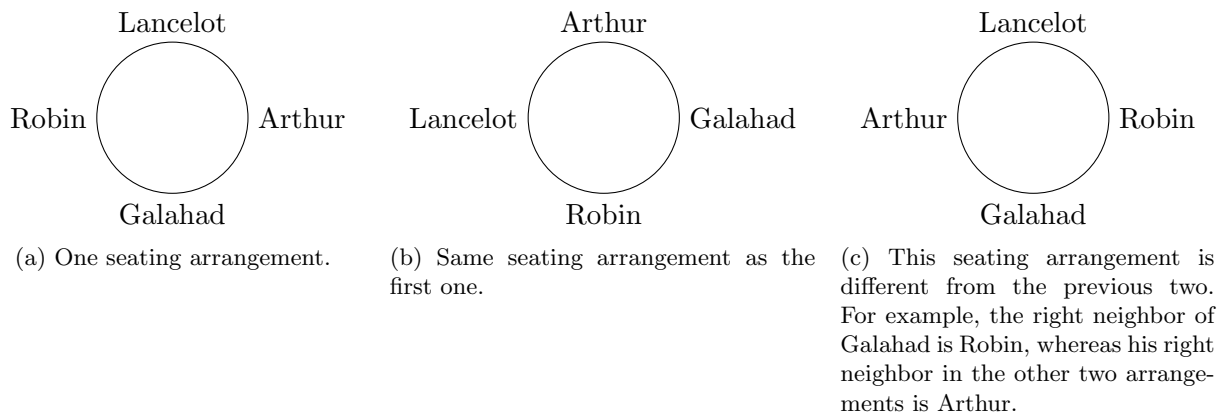 Lancelot
Robin
Arthur
Galahad
(a) One seating arrangement.
Arthur
Lancelot
Galahad
Robin
(b) Same seating arrangement as the
first one.
Lancelot
Arthur
Robin
Galahad
(c) This seating arrangement is
different from the previous two.
For example, the right neighbor of
Galahad is Robin, whereas his right
neighbor in the other two arrange-
ments is Arthur.